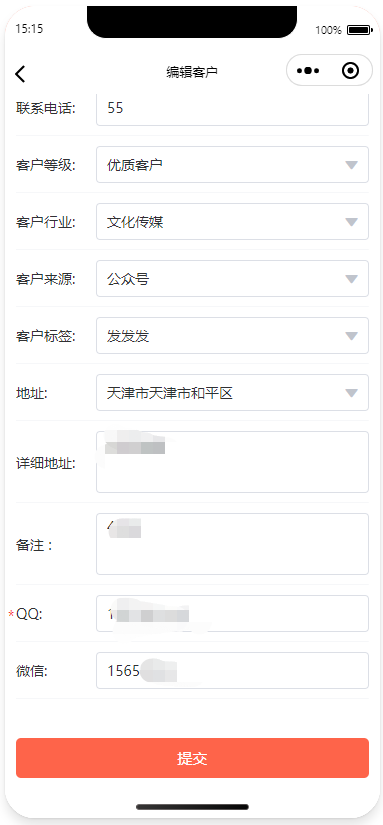 15:15
100%
编辑客户
联系电话: 55
客户等级: 优质客户
客户行业: 文化传媒
客户来源: 公众号
客户标签: 发发发
地址: 天津市天津市和平区
详细地址:
备注 :
*QQ:
微信: 1565
提交